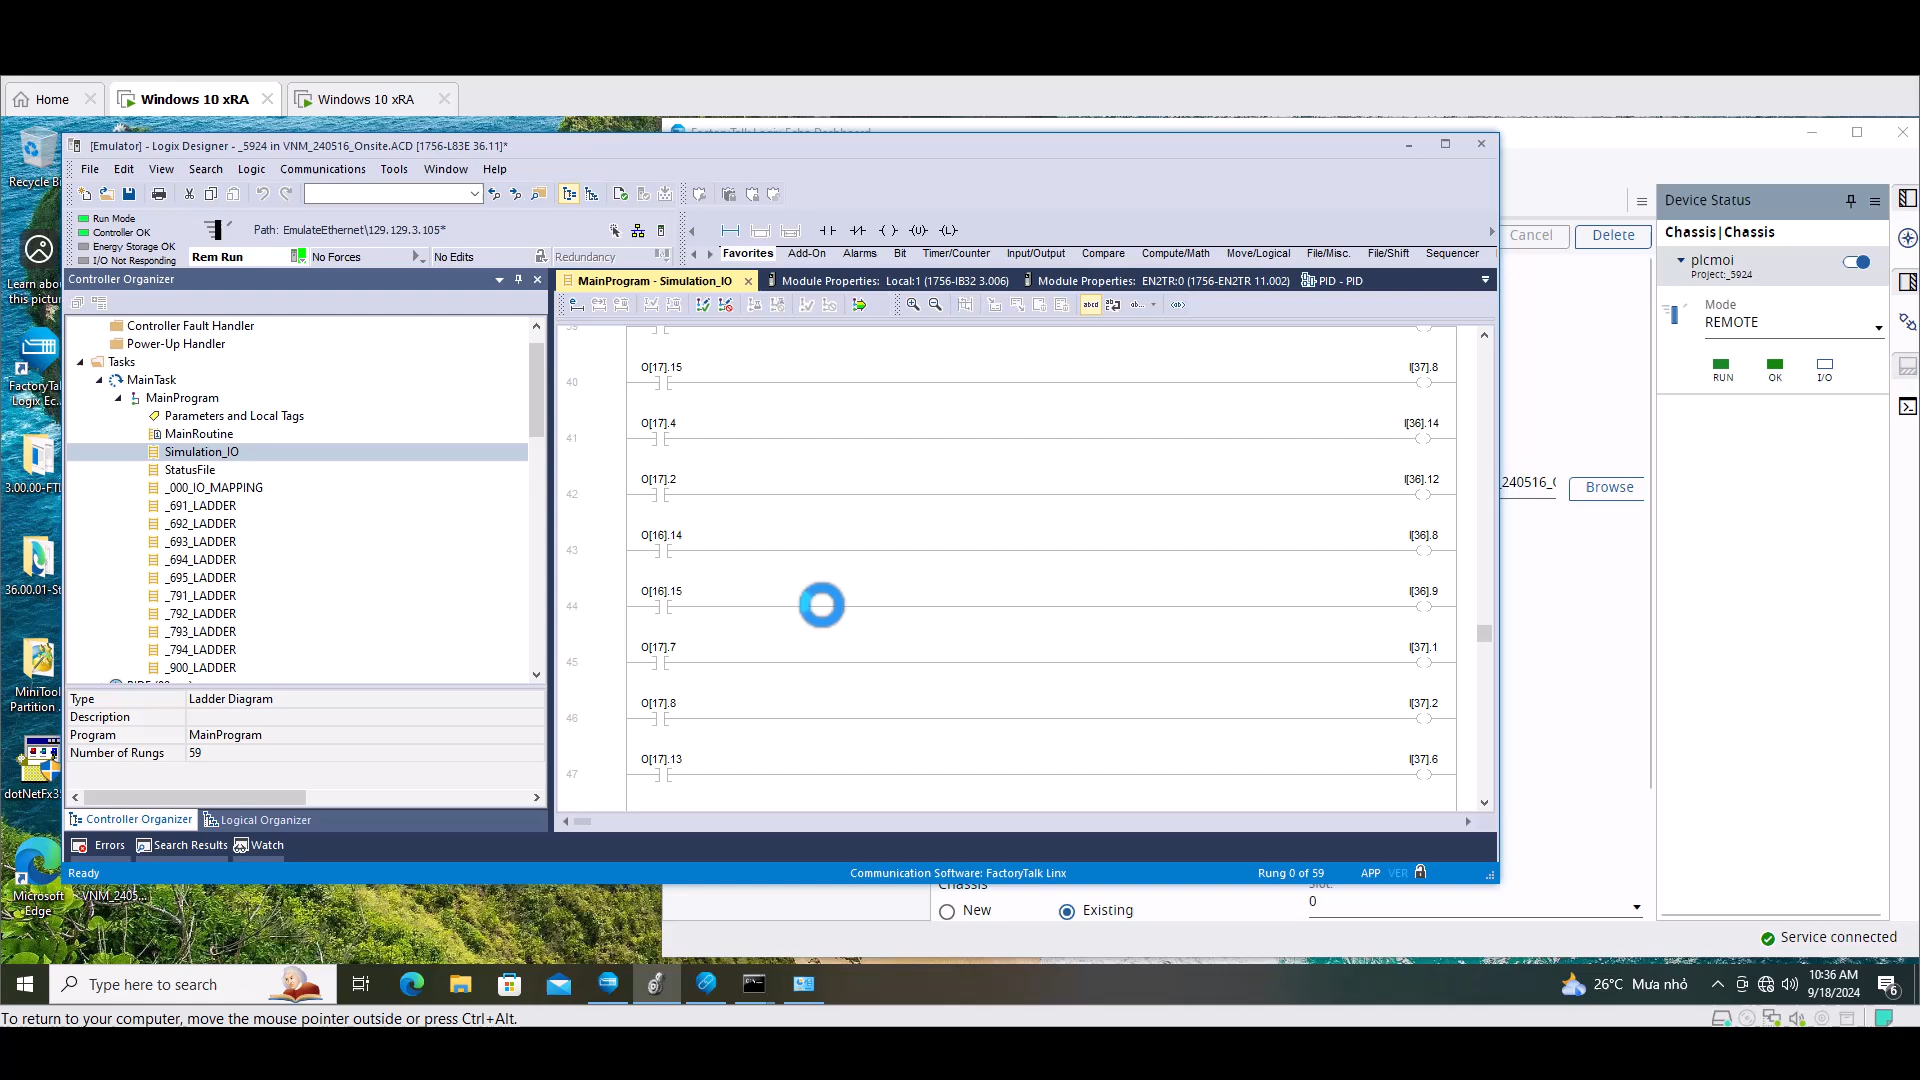 Home
Windows 10 xRA
Windows 10 xRA
Recycle Bi
Learn abou
this pictur
FactoryTal
Logix Ec...
3.00.00-FTL
36.00.01-St
MiniTool
Partition ...
dotNetFx35
Microsoft
Edge
VNM_2405...
[Emulator] - Logix Designer - _5924 in VNM_240516_Onsite.ACD [1756-L83E 36.11]*
File Edit View Search Logic Communications Tools Window Help
Run Mode
Controller OK
Energy Storage OK
I/O Not Responding
Path: EmulateEthernet\129.129.3.105*
Rem Run
No Forces
No Edits
Redundancy
Favorites Add-On Alarms Bit Timer/Counter Input/Output Compare Compute/Math Move/Logical File/Misc. File/Shift Sequencer
Controller Organizer
MainProgram - Simulation_IO
Module Properties: Local:1 (1756-IB32 3.006)
Module Properties: EN2TR:0 (1756-EN2TR 11.002)
PID - PID
Controller Fault Handler
Power-Up Handler
Tasks
MainTask
MainProgram
Parameters and Local Tags
MainRoutine
Simulation_IO
StatusFile
_000_IO_MAPPING
_691_LADDER
_692_LADDER
_693_LADDER
_694_LADDER
_695_LADDER
_791_LADDER
_792_LADDER
_793_LADDER
_794_LADDER
_900_LADDER
Type Ladder Diagram
Description
Program MainProgram
Number of Rungs 59
Controller Organizer
Logical Organizer
Errors
Search Results
Watch
Ready
Communication Software: FactoryTalk Linx
Rung 0 of 59
APP VER
39
O[17].15 I[37].8
40
O[17].4 I[36].14
41
O[17].2 I[36].12
42
O[16].14 I[36].8
43
O[16].15 I[36].9
44
O[17].7 I[37].1
45
O[17].8 I[37].2
46
O[17].13 I[37].6
47
Cancel
Delete
Browse
Chassis
New
Existing
Slot:
0
Device Status
Chassis|Chassis
plcmoi
Project:_5924
Mode
REMOTE
RUN OK I/O
Service connected
Type here to search
26°C Mưa nhỏ
10:36 AM
9/18/2024
6
To return to your computer, move the mouse pointer outside or press Ctrl+Alt.